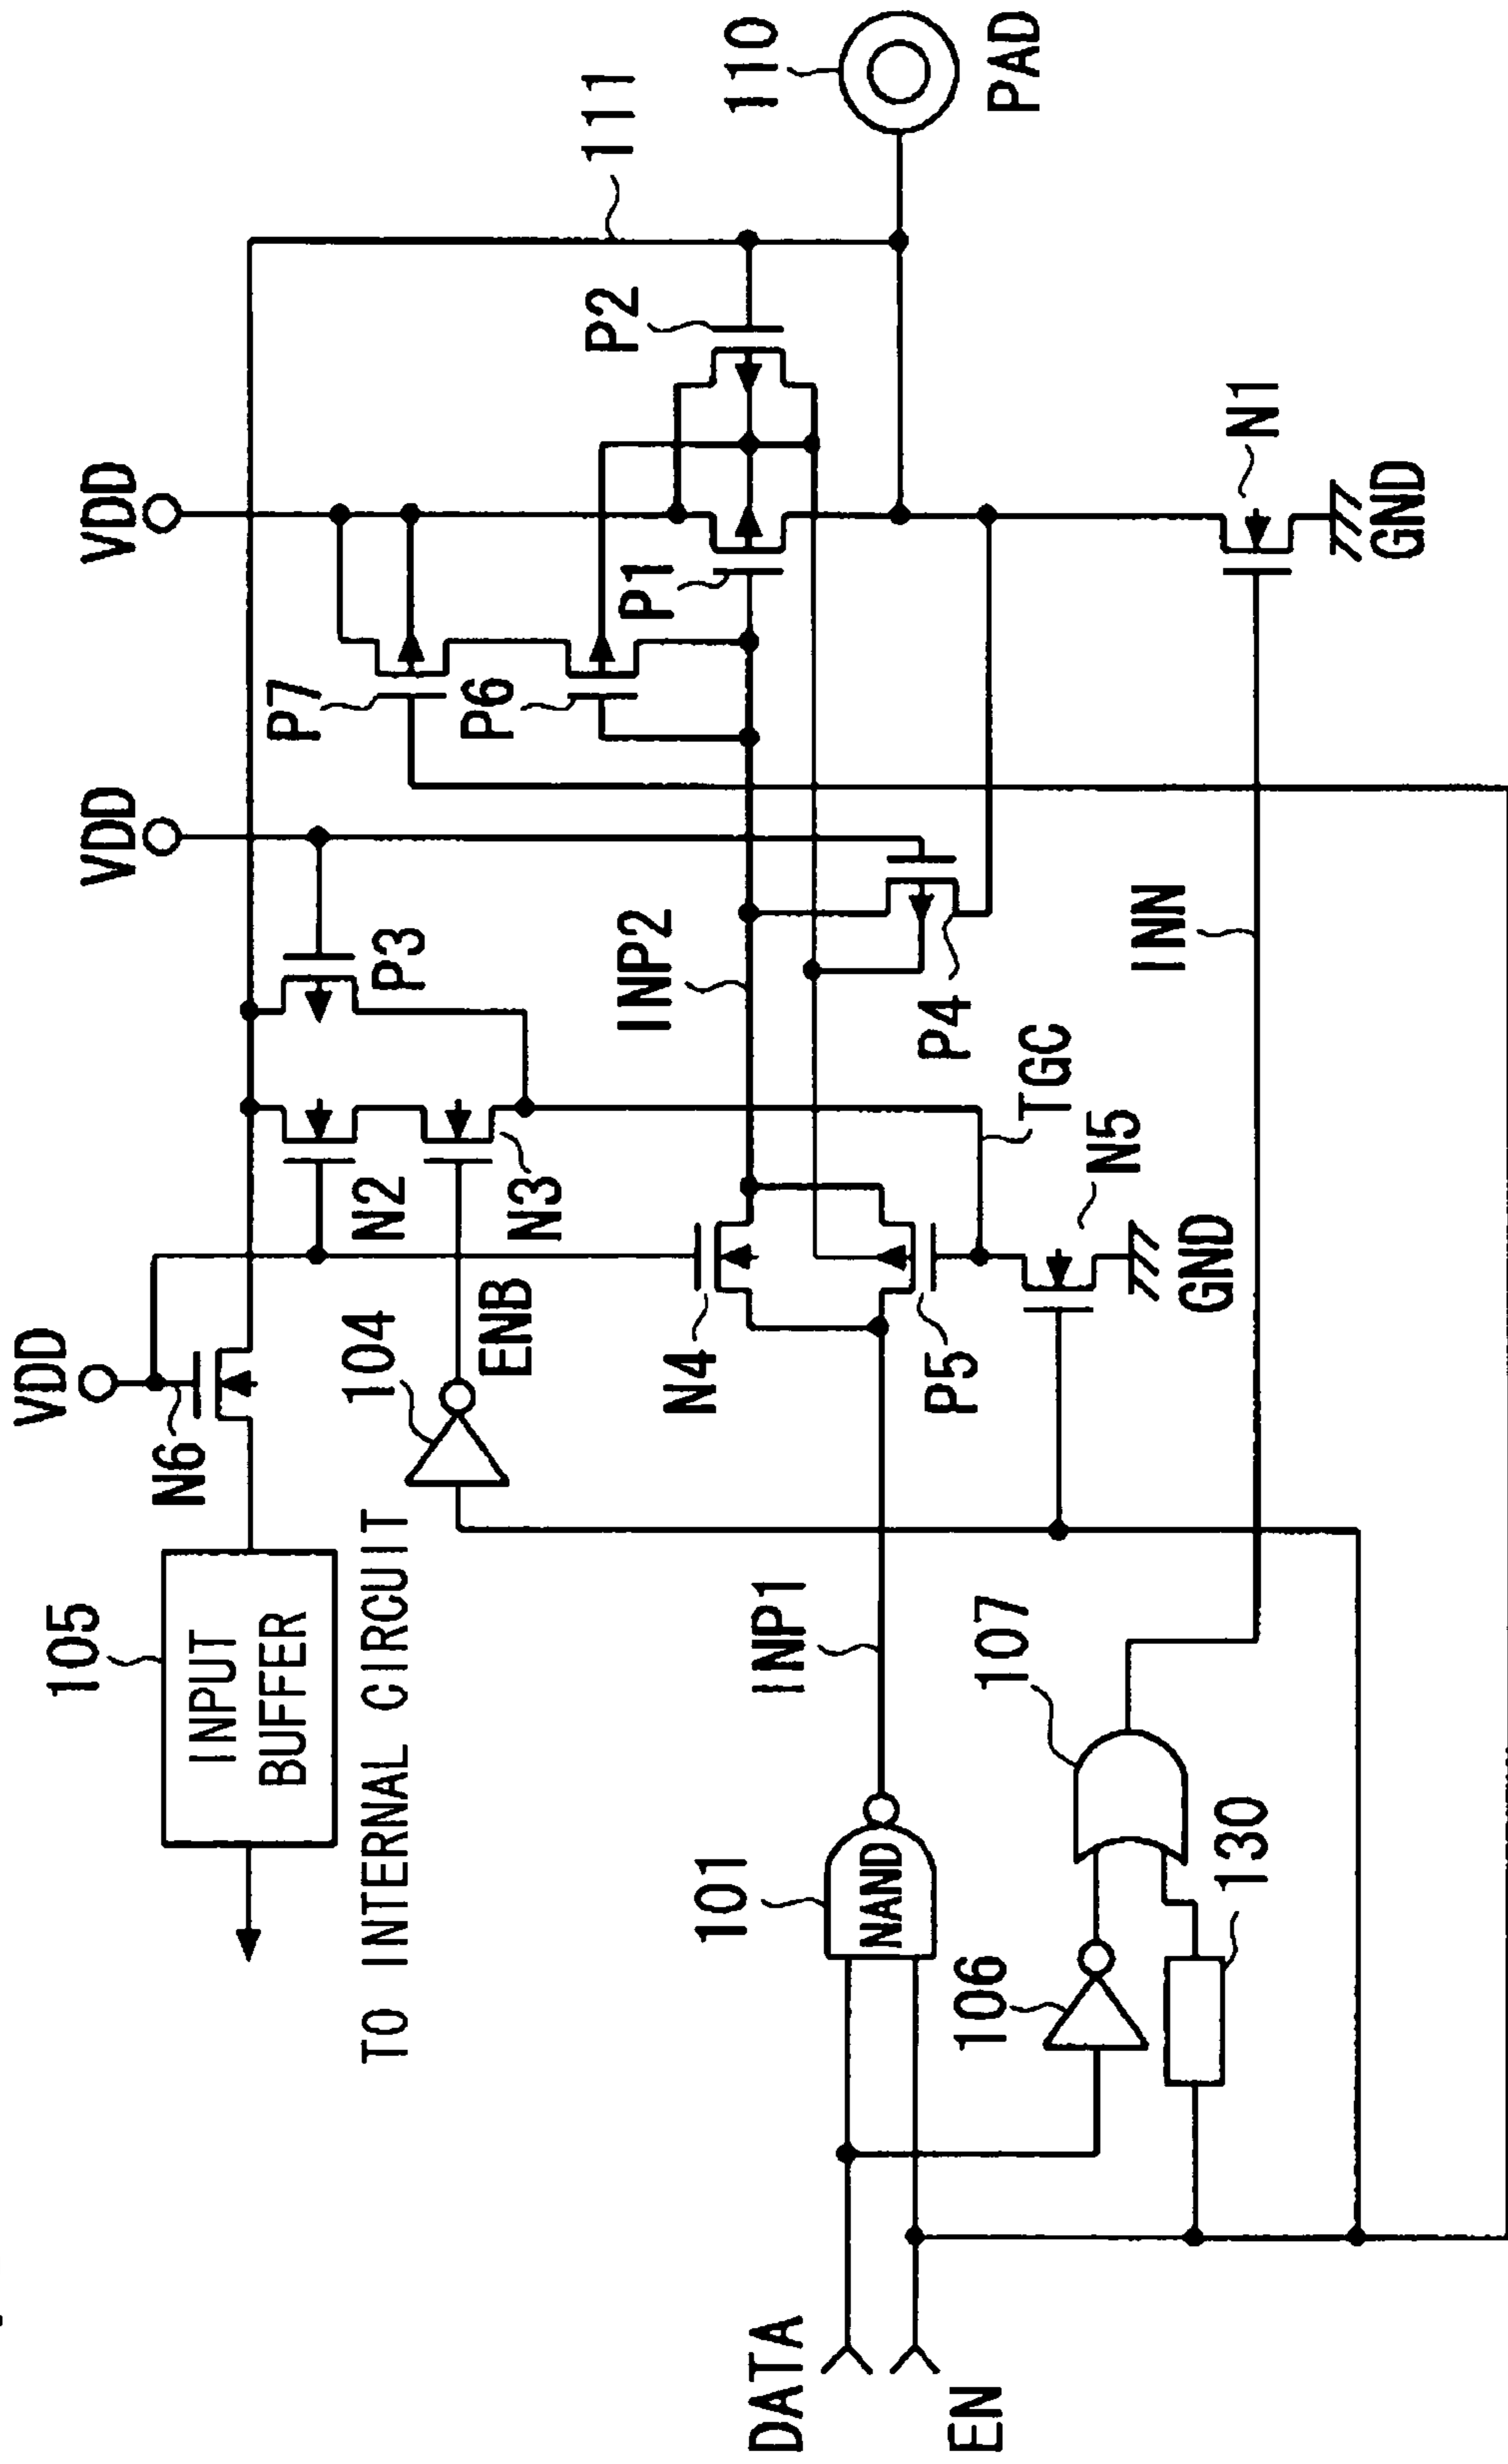 VDD
VDD
VDD
105
INPUT
BUFFER
N6
TO INTERNAL CIRCUIT
104
ENB
N2
N3
P3
P7
P6
P1
P2
111
110
PAD
INP2
N4
P5
P4
TGC
N5
GND
INN
N1
GND
INP1
101
NAND
107
106
130
DATA
EN